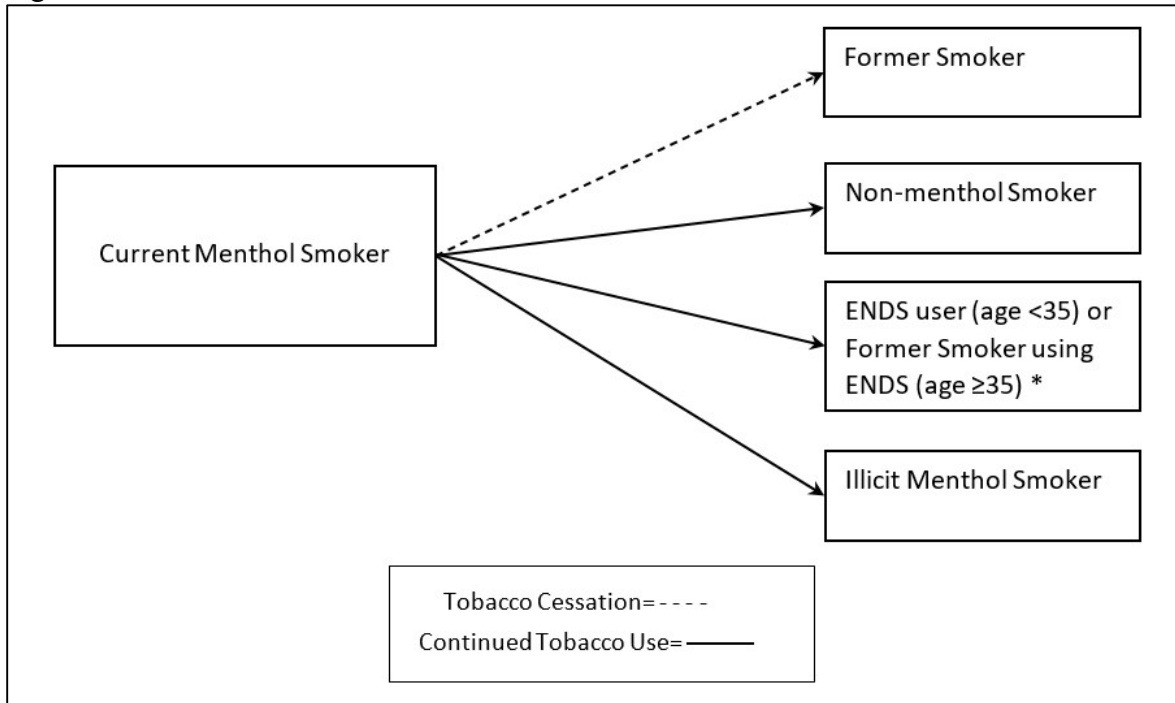 Former Smoker
Non-menthol Smoker
Current Menthol Smoker
ENDS user (age <35) or
Former Smoker using
ENDS (age ≥35) *
Illicit Menthol Smoker
Tobacco Cessation=----
Continued Tobacco Use=———